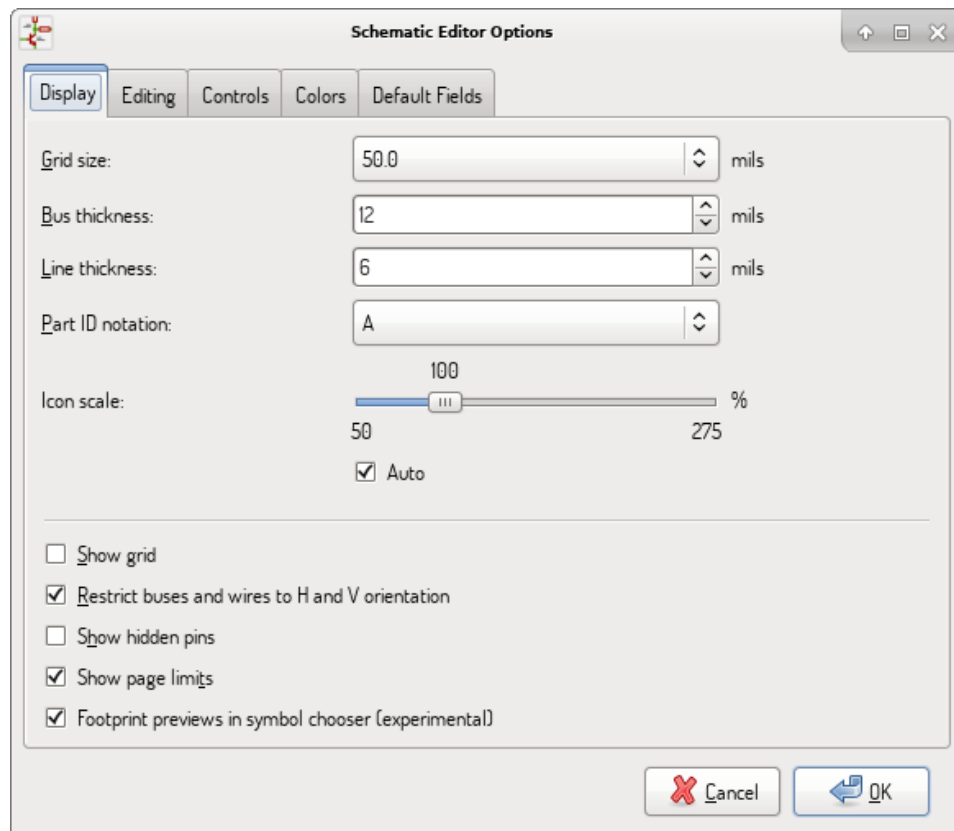 Schematic Editor Options
Display Editing Controls Colors Default Fields
Grid size: 50.0 mils
Bus thickness: 12 mils
Line thickness: 6 mils
Part ID notation: A
100
Icon scale: %
50 275
Auto
Show grid
Restrict buses and wires to H and V orientation
Show hidden pins
Show page limits
Footprint previews in symbol chooser (experimental)
Cancel OK